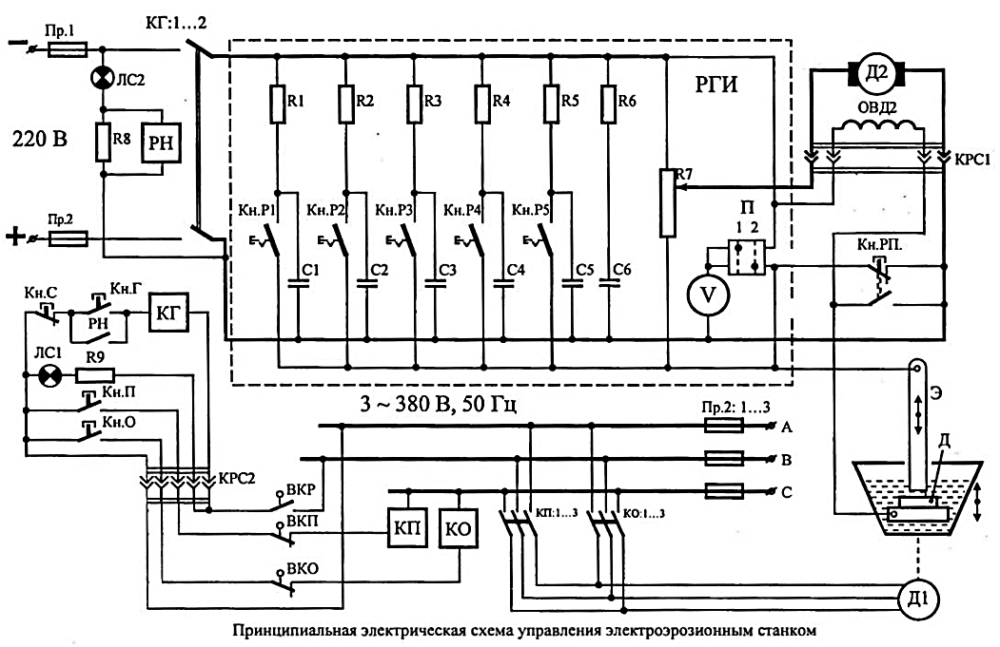 Пр.1
КГ:1...2
ЛС2
R8
РН
220 В
Пр.2
R1
R2
R3
R4
R5
R6
РГИ
R7
Кн.Р1
Кн.Р2
Кн.Р3
Кн.Р4
Кн.Р5
C1
C2
C3
C4
C5
C6
П
1 2
V
Д2
ОВД2
КРС1
Кн.РП.
Кн.С
Кн.Г
РН
КГ
ЛС1
R9
Кн.П
Кн.О
КРС2
3 ~ 380 В, 50 Гц
Пр.2: 1...3
А
В
С
ВКР
ВКП
ВКО
КП
КО
КП:1...3
КО:1...3
Э
Д
Д1
Принципиальная электрическая схема управления электроэрозионным станком